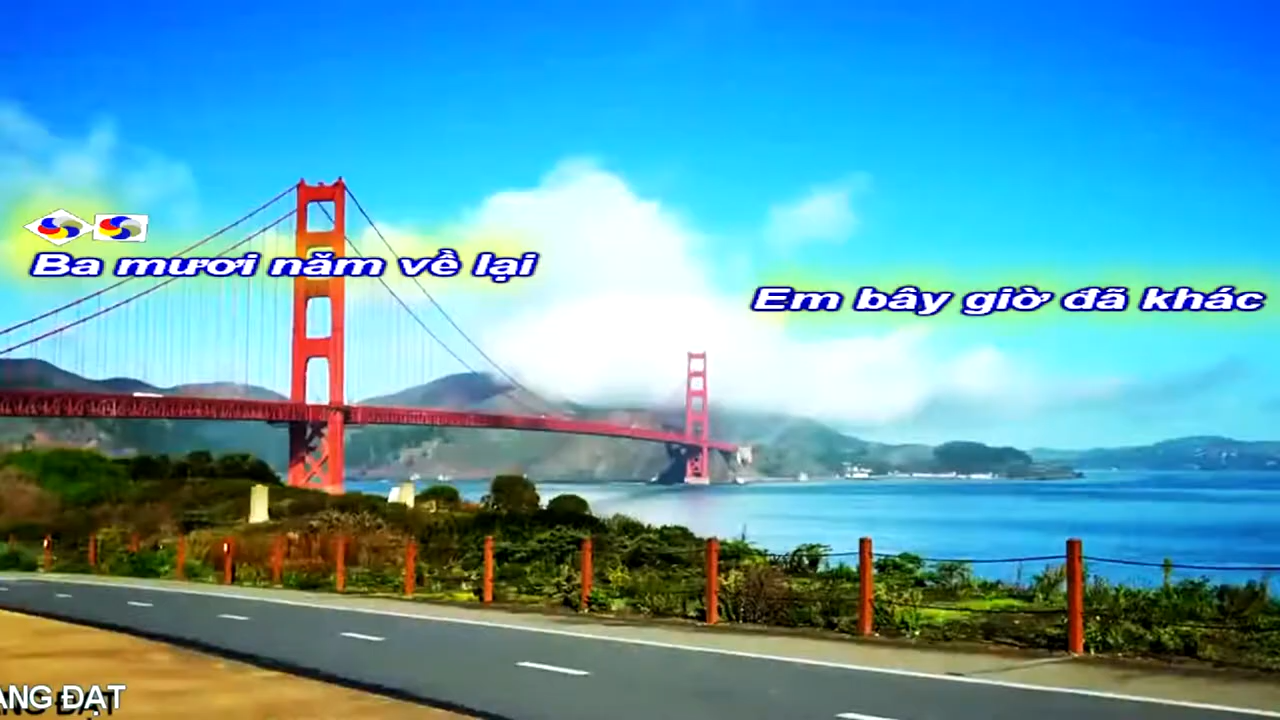 Ba mươi năm về lại
Em bây giờ đã khác
ANG ĐẠT